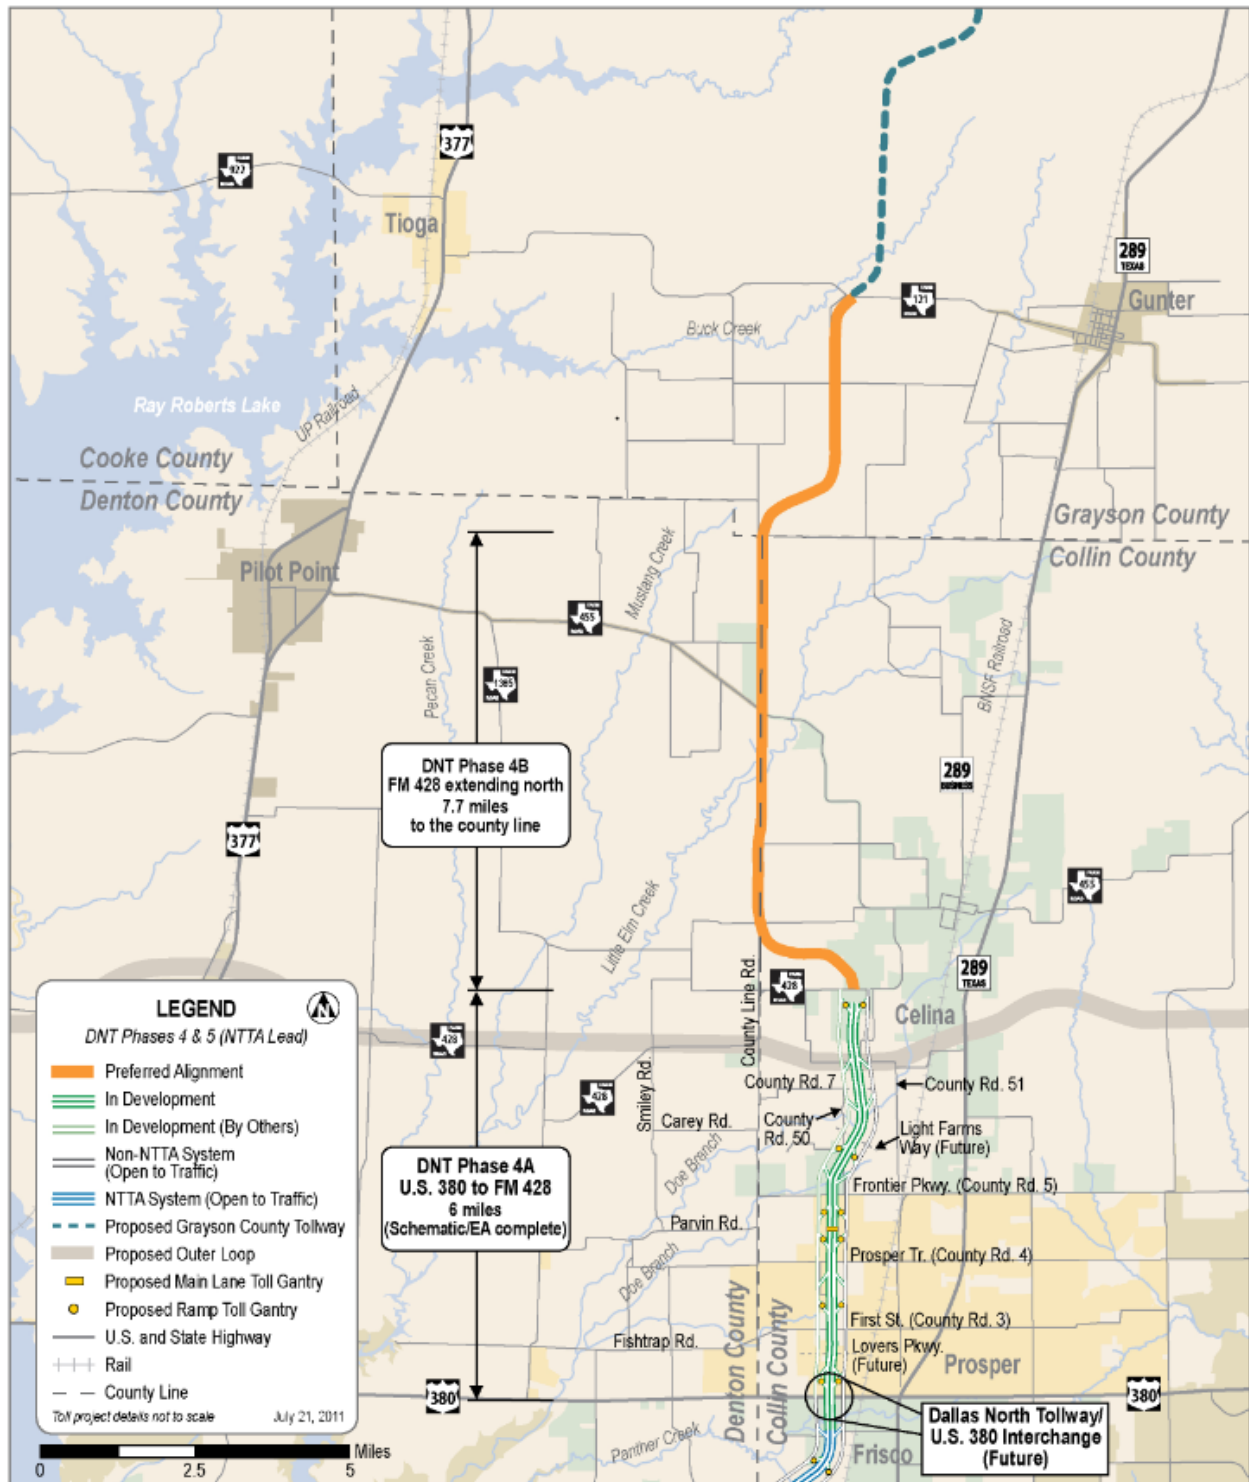 377
922
Tioga
289
TEXAS
121
Gunter
Buck Creek
Ray Roberts Lake
UP Railroad
Cooke County
Denton County
Grayson County
Collin County
Pilot Point
Mustang Creek
455
Pecan Creek
1385
BNSF Railroad
DNT Phase 4B
FM 428 extending north
7.7 miles
to the county line
289
BUSINESS
377
455
Little Elm Creek
County Line Rd.
428
289
TEXAS
Celina
428
428
Smiley Rd.
County Rd. 7
County Rd. 51
Carey Rd.
County
Rd. 50
Light Farms
Way (Future)
Doe Branch
DNT Phase 4A
U.S. 380 to FM 428
6 miles
(Schematic/EA complete)
Frontier Pkwy. (County Rd. 5)
Parvin Rd.
Doe Branch
Prosper Tr. (County Rd. 4)
First St. (County Rd. 3)
Fishtrap Rd.
Lovers Pkwy.
(Future)
Prosper
Denton County
Collin County
380
380
Dallas North Tollway/
U.S. 380 Interchange
(Future)
Panther Creek
Frisco
LEGEND
N
DNT Phases 4 & 5 (NTTA Lead)
Preferred Alignment
In Development
In Development (By Others)
Non-NTTA System
(Open to Traffic)
NTTA System (Open to Traffic)
Proposed Grayson County Tollway
Proposed Outer Loop
Proposed Main Lane Toll Gantry
Proposed Ramp Toll Gantry
U.S. and State Highway
Rail
County Line
Toll project details not to scale July 21, 2011
Miles
0 2.5 5